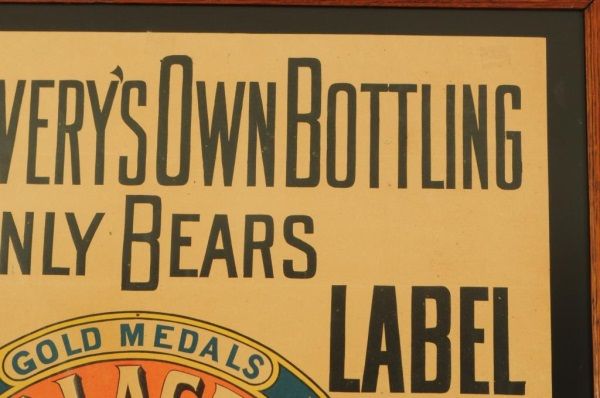 VERY'S OWN BOTTLING
NLY BEARS
LABEL
GOLD MEDALS